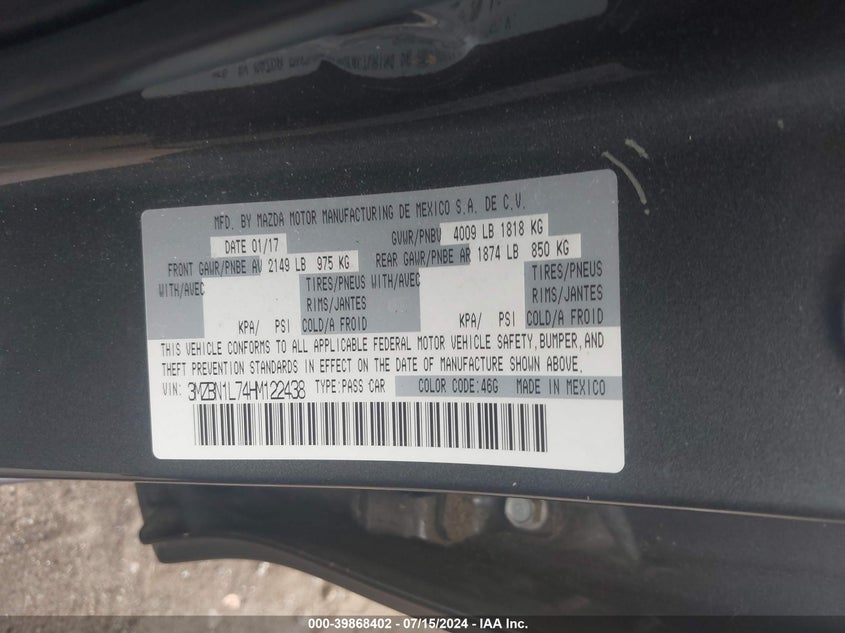 MFD. BY MAZDA MOTOR MANUFACTURING DE MEXICO S.A. DE C.V.
DATE 01/17 GVWR/PNBV 4009 LB 1818 KG
FRONT GAWR/PNBE AV 2149 LB 975 KG REAR GAWR/PNBE AR 1874 LB 850 KG
WITH/AVEC TIRES/PNEUS WITH/AVEC TIRES/PNEUS
RIMS/JANTES RIMS/JANTES
KPA/ PSI COLD/A FROID KPA/ PSI COLD/A FROID
THIS VEHICLE CONFORMS TO ALL APPLICABLE FEDERAL MOTOR VEHICLE SAFETY, BUMPER, AND
THEFT PREVENTION STANDARDS IN EFFECT ON THE DATE OF MANUFACTURE SHOWN ABOVE.
VIN: 3MZBN1L74HM122438 TYPE: PASS CAR COLOR CODE: 46G MADE IN MEXICO
000-39868402 - 07/15/2024 - IAA Inc.